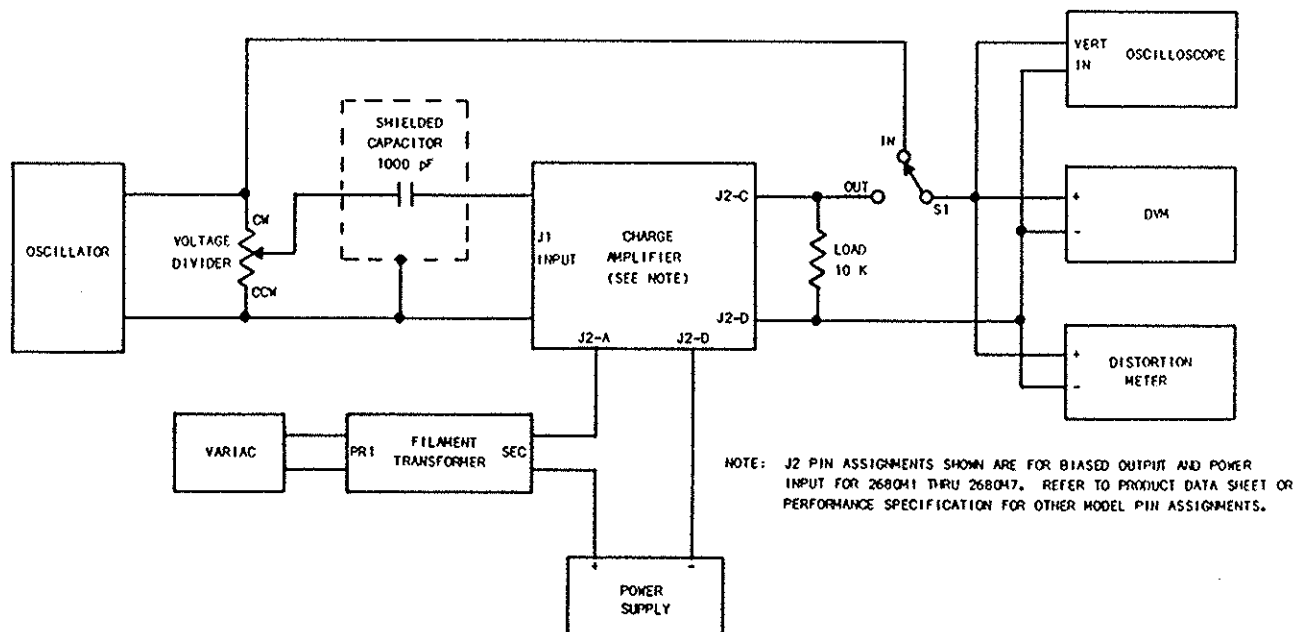 VERT
IN
OSCILLOSCOPE
SHIELDED
CAPACITOR
1000 pF
IN
OUT
S1
+
-
DVM
OSCILLATOR
CW
VOLTAGE
DIVIDER
CCW
J1
INPUT
CHARGE
AMPLIFIER
(SEE NOTE)
J2-C
J2-D
J2-A
J2-D
LOAD
10 K
+
-
DISTORTION
METER
VARIAC
PRI
FILAMENT
TRANSFORMER
SEC
NOTE: J2 PIN ASSIGNMENTS SHOWN ARE FOR BIASED OUTPUT AND POWER
INPUT FOR 2680M1 THRU 2680M7. REFER TO PRODUCT DATA SHEET OR
PERFORMANCE SPECIFICATION FOR OTHER MODEL PIN ASSIGNMENTS.
+
-
POWER
SUPPLY